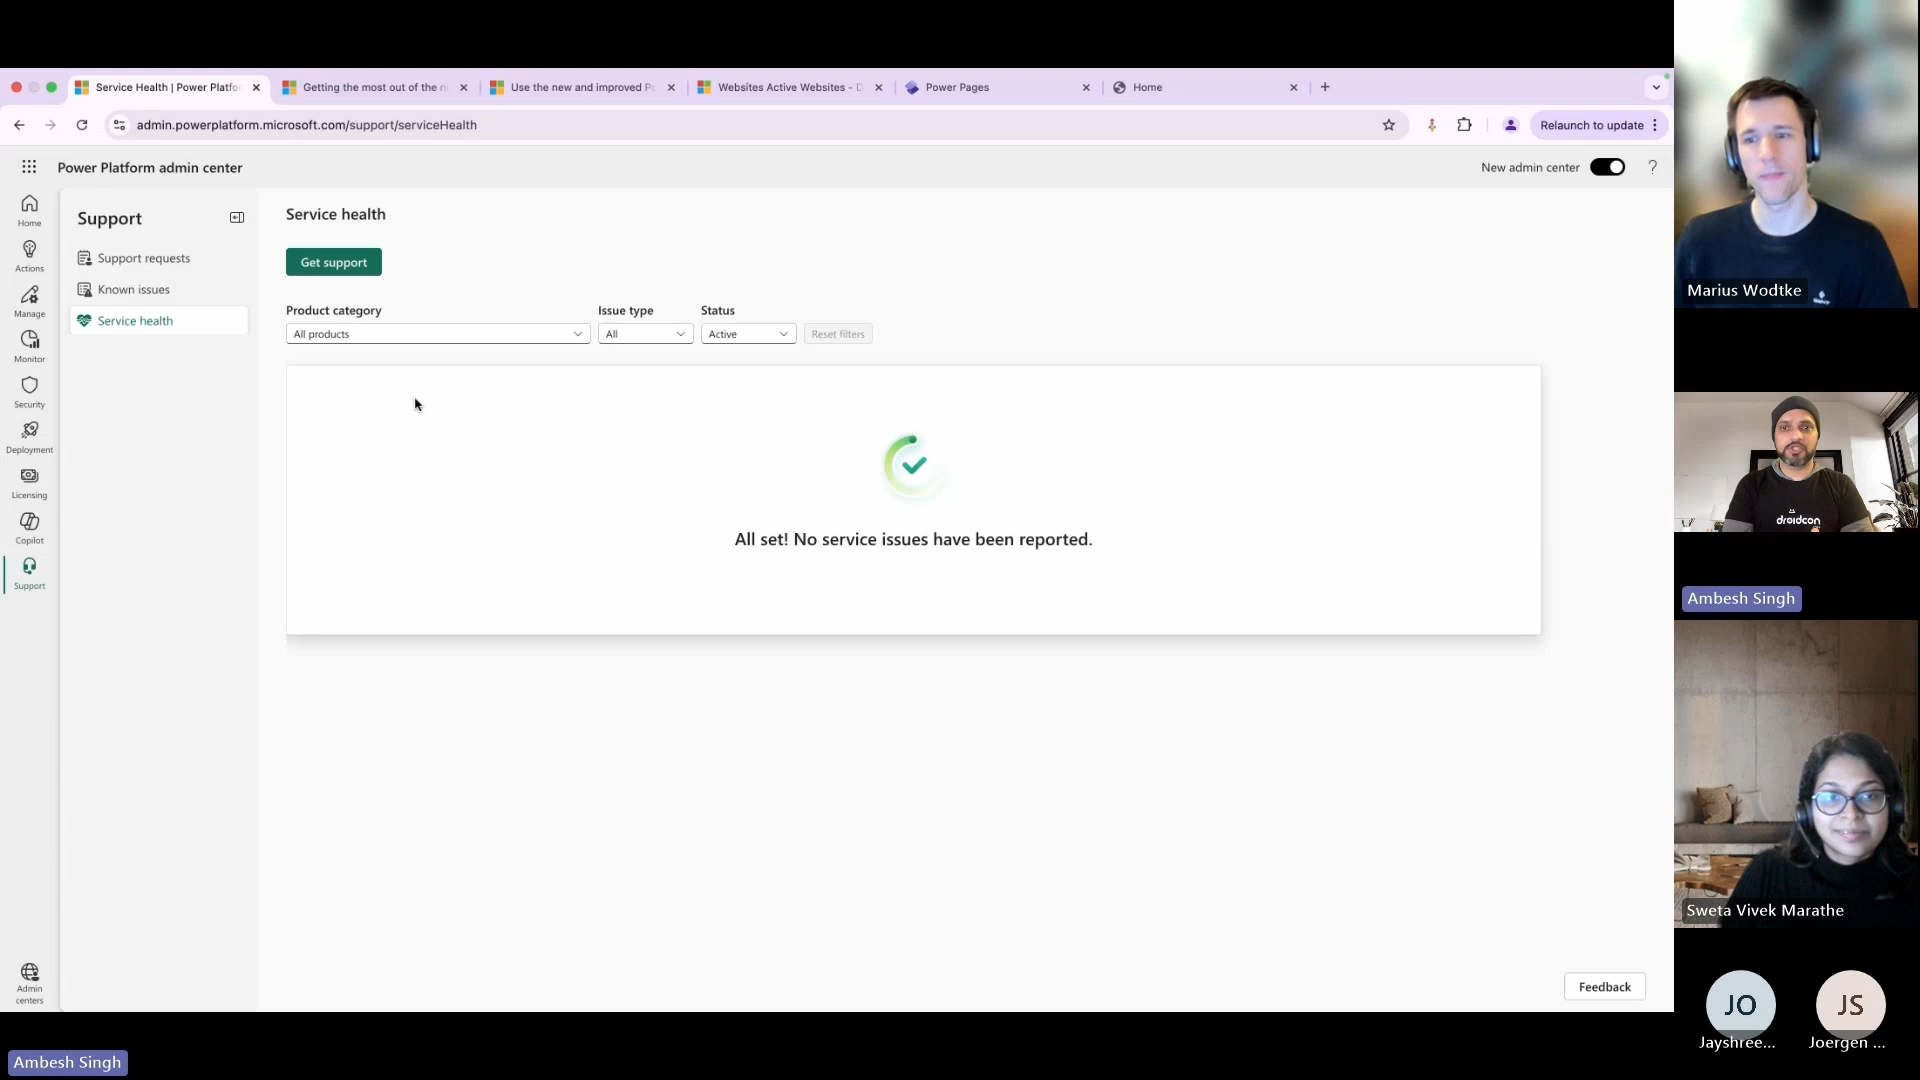 Service Health | Power Platfo
Getting the most out of the n
Use the new and improved Po
Websites Active Websites - D
Power Pages
Home
admin.powerplatform.microsoft.com/support/serviceHealth
Relaunch to update
Power Platform admin center
New admin center
?
Home
Actions
Manage
Monitor
Security
Deployment
Licensing
Copilot
Support
Admin
centers
Support
Support requests
Known issues
Service health
Service health
Get support
Product category
Issue type
Status
All products
All
Active
Reset filters
All set! No service issues have been reported.
Feedback
Marius Wodtke
droidcon
Ambesh Singh
Sweta Vivek Marathe
JO
JS
Jayshree...
Joergen ...
Ambesh Singh